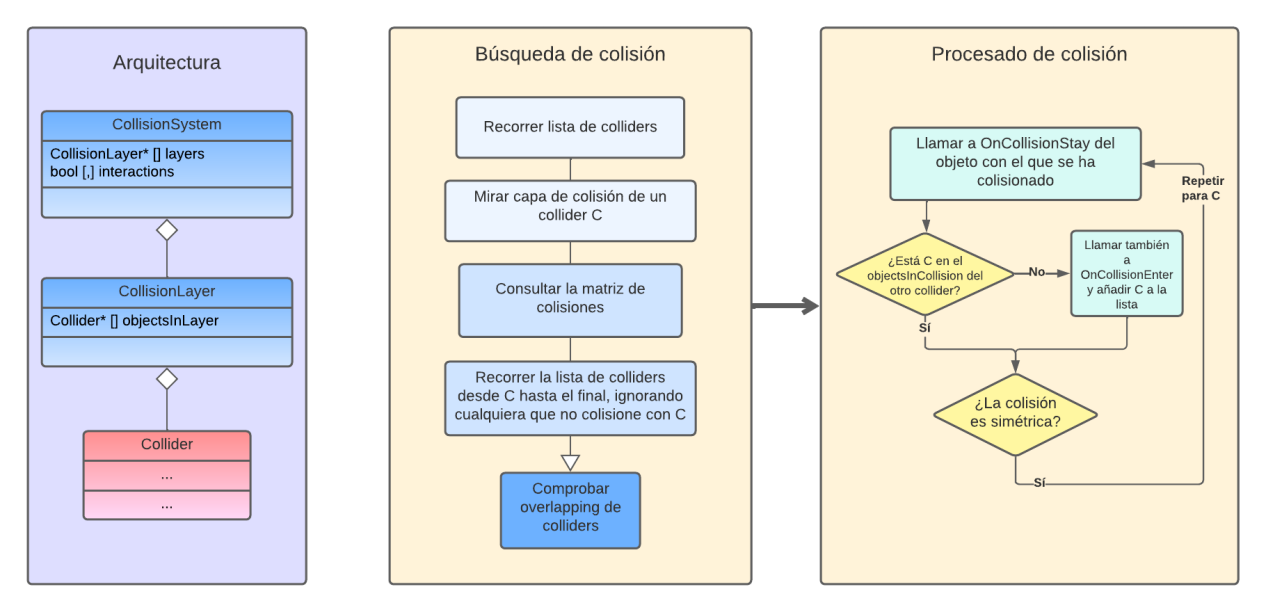 Arquitectura
CollisionSystem
CollisionLayer* [] layers
bool [,] interactions
CollisionLayer
Collider* [] objectsInLayer
Collider
...
...
Búsqueda de colisión
Recorrer lista de colliders
Mirar capa de colisión de un
collider C
Consultar la matriz de
colisiones
Recorrer la lista de colliders
desde C hasta el final, ignorando
cualquiera que no colisione con C
Comprobar
overlapping de
colliders
Procesado de colisión
Llamar a OnCollisionStay del
objeto con el que se ha
colisionado
Repetir
para C
¿Está C en el
objectsInCollision del
otro collider?
No
Llamar también
a
OnCollisionEnter
y añadir C a la
lista
Sí
¿La colisión
es simétrica?
Sí